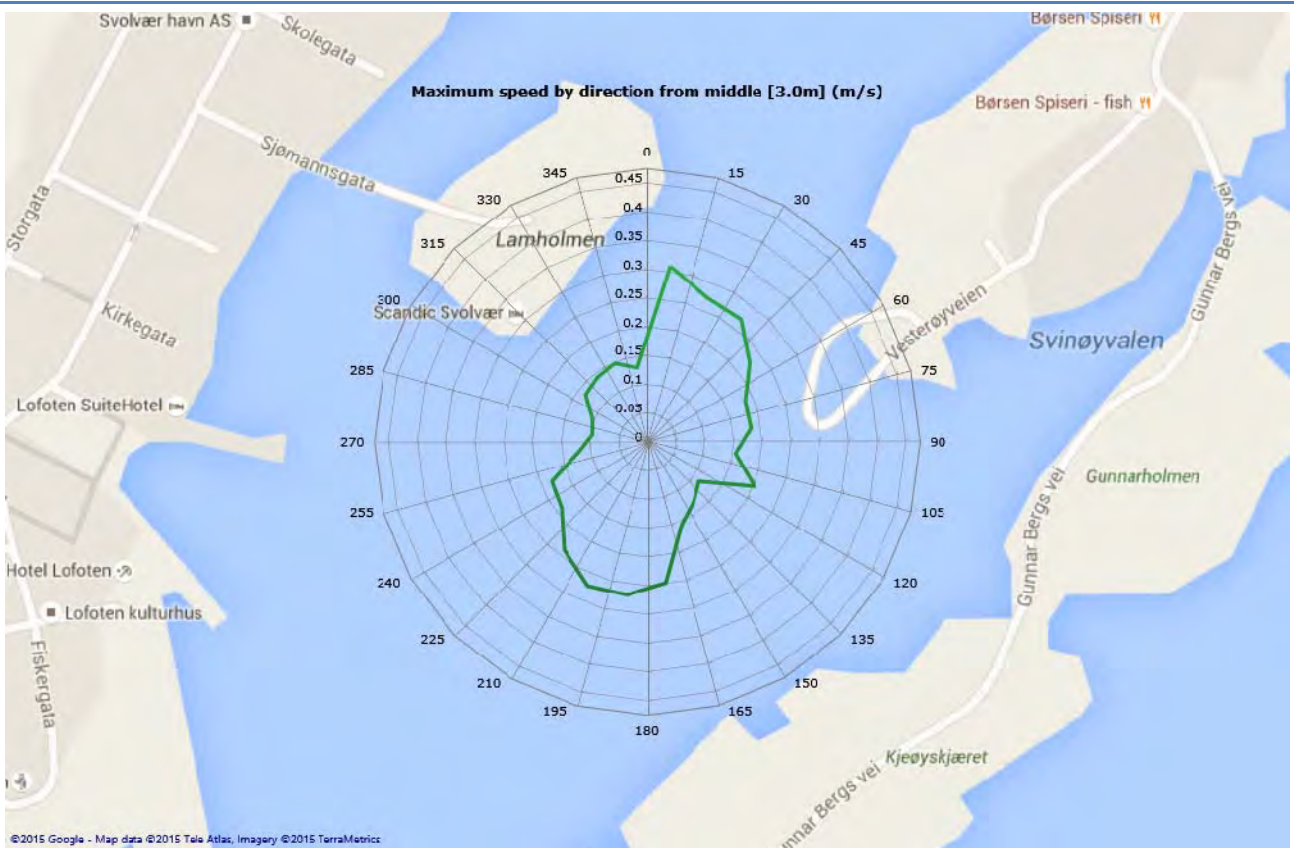 Svolvær havn AS
Skolegata
Børsen Spiseri
Maximum speed by direction from middle [3.0m] (m/s)
Børsen Spiseri - fish
Sjømannsgata
Storgata
Gunnar Bergs vei
0
345
15
330
30
315
45
300
60
285
75
270
90
255
105
240
120
225
135
210
150
195
165
180
0.45
0.4
0.35
0.3
0.25
0.2
0.15
0.1
0.05
0
Lamholmen
Scandic Svolvær
Kirkegata
Vesterøyveien
Svinøyvalen
Lofoten SuiteHotel
Gunnarholmen
Gunnar Bergs vei
Hotel Lofoten
Lofoten kulturhus
Fiskergata
Kjeøyskjæret
nnar Bergs vei
©2015 Google - Map data ©2015 Tele Atlas, Imagery ©2015 TerraMetrics